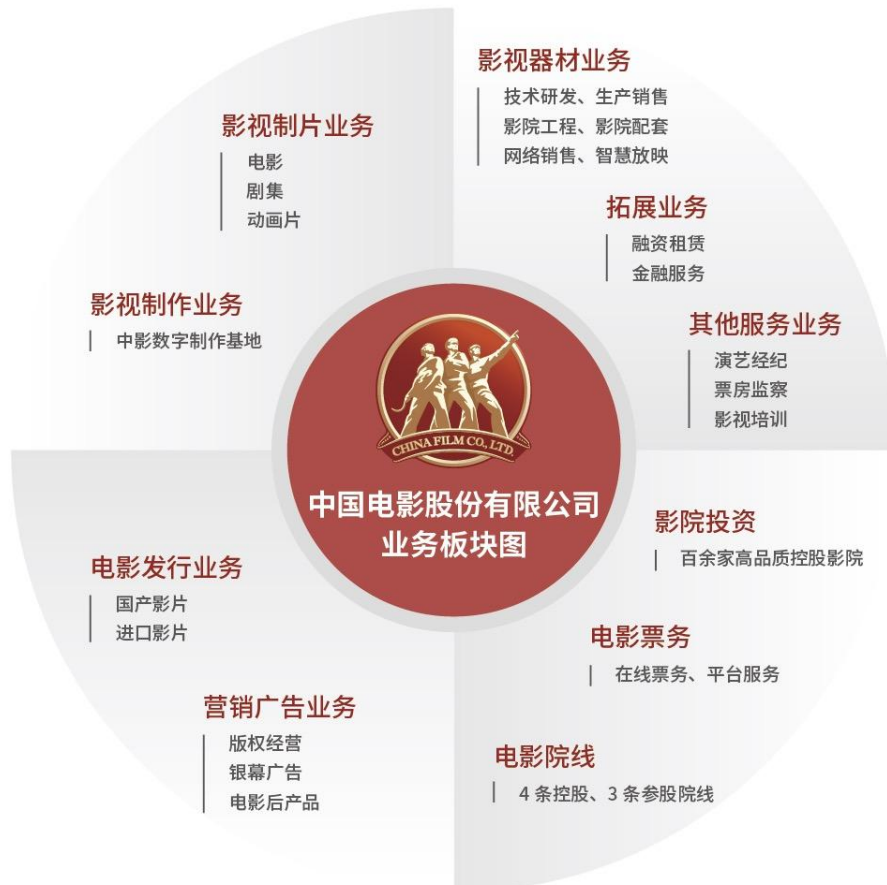 影视制片业务
电影
剧集
动画片
影视制作业务
中影数字制作基地
影视器材业务
技术研发、生产销售
影院工程、影院配套
网络销售、智慧放映
拓展业务
融资租赁
金融服务
其他服务业务
演艺经纪
票房监察
影视培训
CHINA FILM CO., LTD.
中国电影股份有限公司
业务板块图
电影发行业务
国产影片
进口影片
营销广告业务
版权经营
银幕广告
电影后产品
影院投资
百余家高品质控股影院
电影票务
在线票务、平台服务
电影院线
4 条控股、3 条参股院线